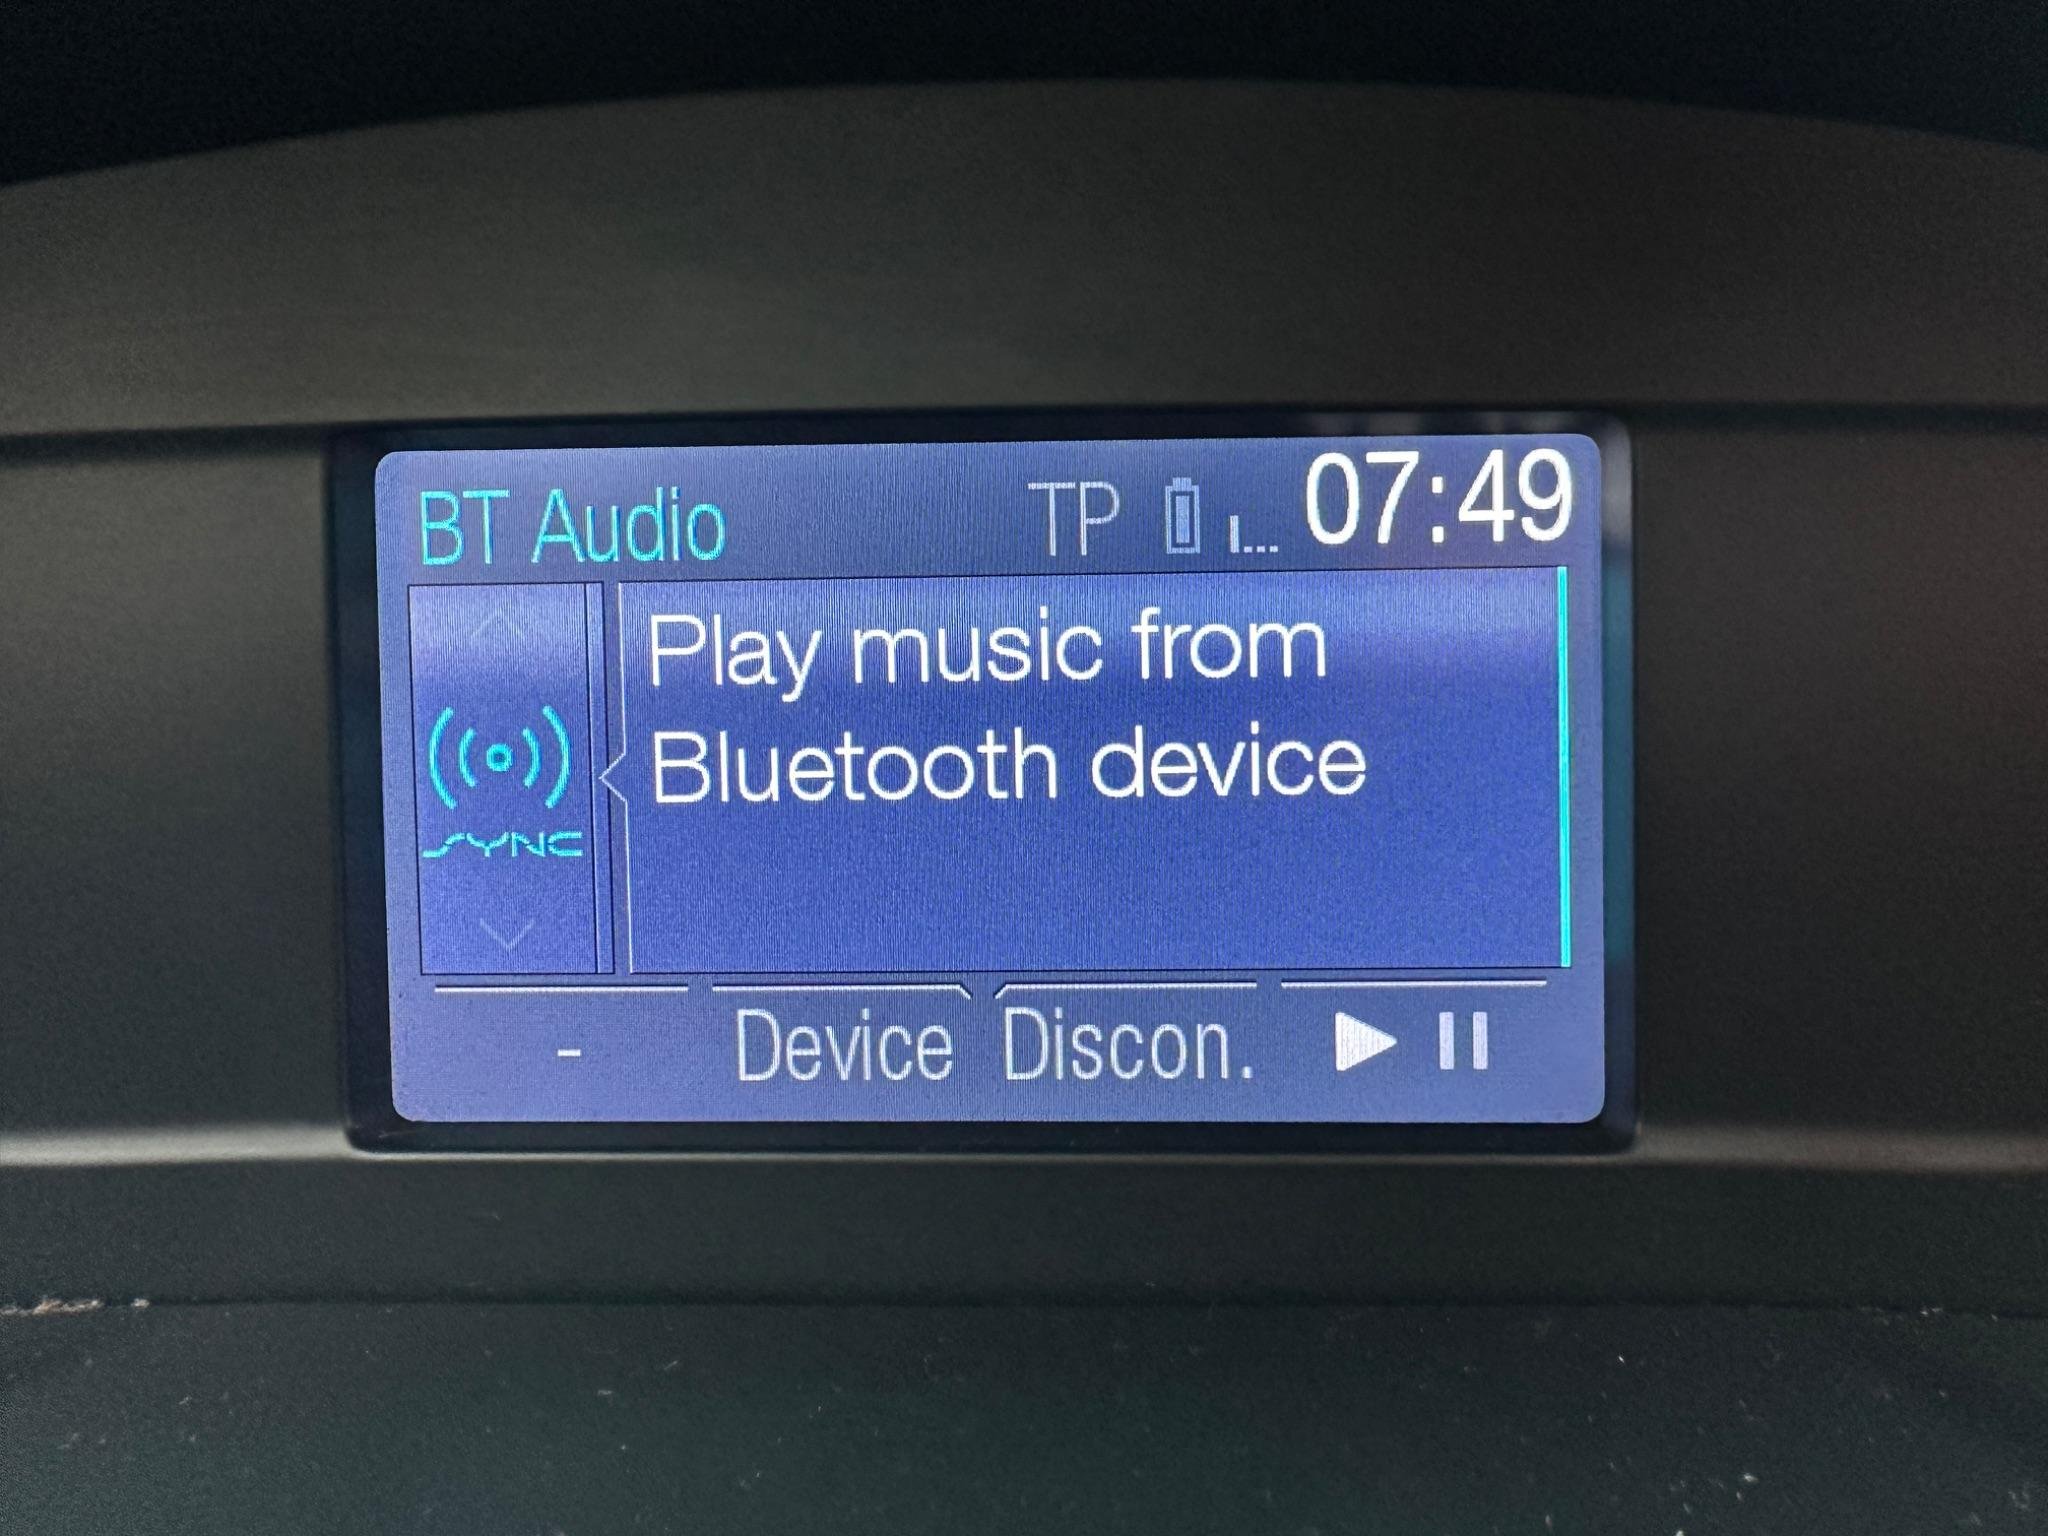 BT Audio TP 07:49
Play music from
Bluetooth device
SYNC
- Device Discon.